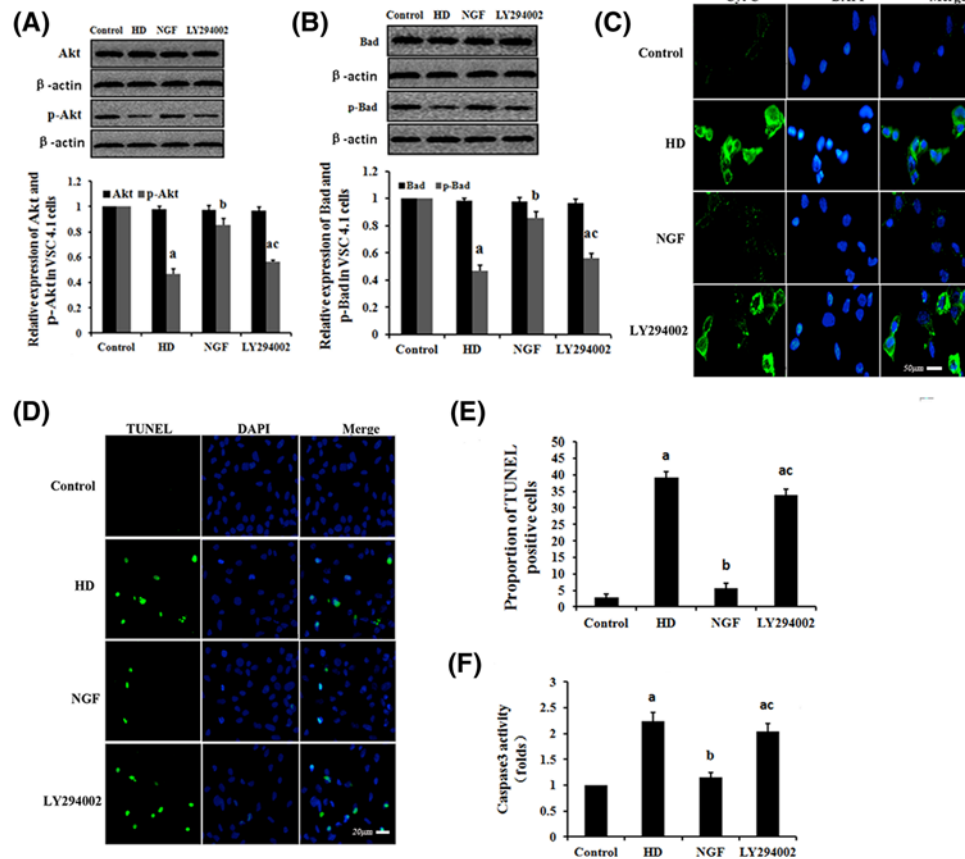 (A)
Control HD NGF LY294002
Akt
β-actin
p-Akt
β-actin
Relative expression of Akt and
p-Akt in VSC 4.1 cells
1.2
1
0.8
0.6
0.4
0.2
0
Akt p-Akt
a
b
ac
Control HD NGF LY294002
(B)
Control HD NGF LY294002
Bad
β-actin
p-Bad
β-actin
Relative expression of Bad and
p-Bad in VSC 4.1 cells
1.2
1
0.8
0.6
0.4
0.2
0
Bad p-Bad
a
b
ac
Control HD NGF LY294002
(C)
Control
HD
NGF
LY294002
50μm
(D)
TUNEL DAPI Merge
Control
HD
NGF
LY294002
20μm
(E)
Proportion of TUNEL
positive cells
50
45
40
35
30
25
20
15
10
5
0
a
b
ac
Control HD NGF LY294002
(F)
Caspase3 activity
(folds)
3
2.5
2
1.5
1
0.5
0
a
b
ac
Control HD NGF LY294002